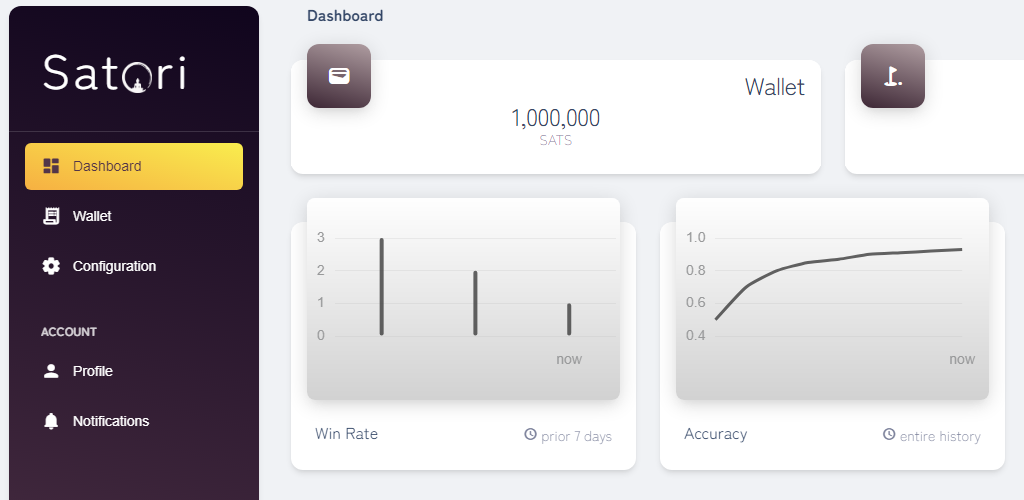 Satori
Dashboard
Wallet
Configuration
ACCOUNT
Profile
Notifications
Dashboard
Wallet
1,000,000
SATS
3
2
1
0
now
Win Rate
prior 7 days
1.0
0.8
0.6
0.4
now
Accuracy
entire history